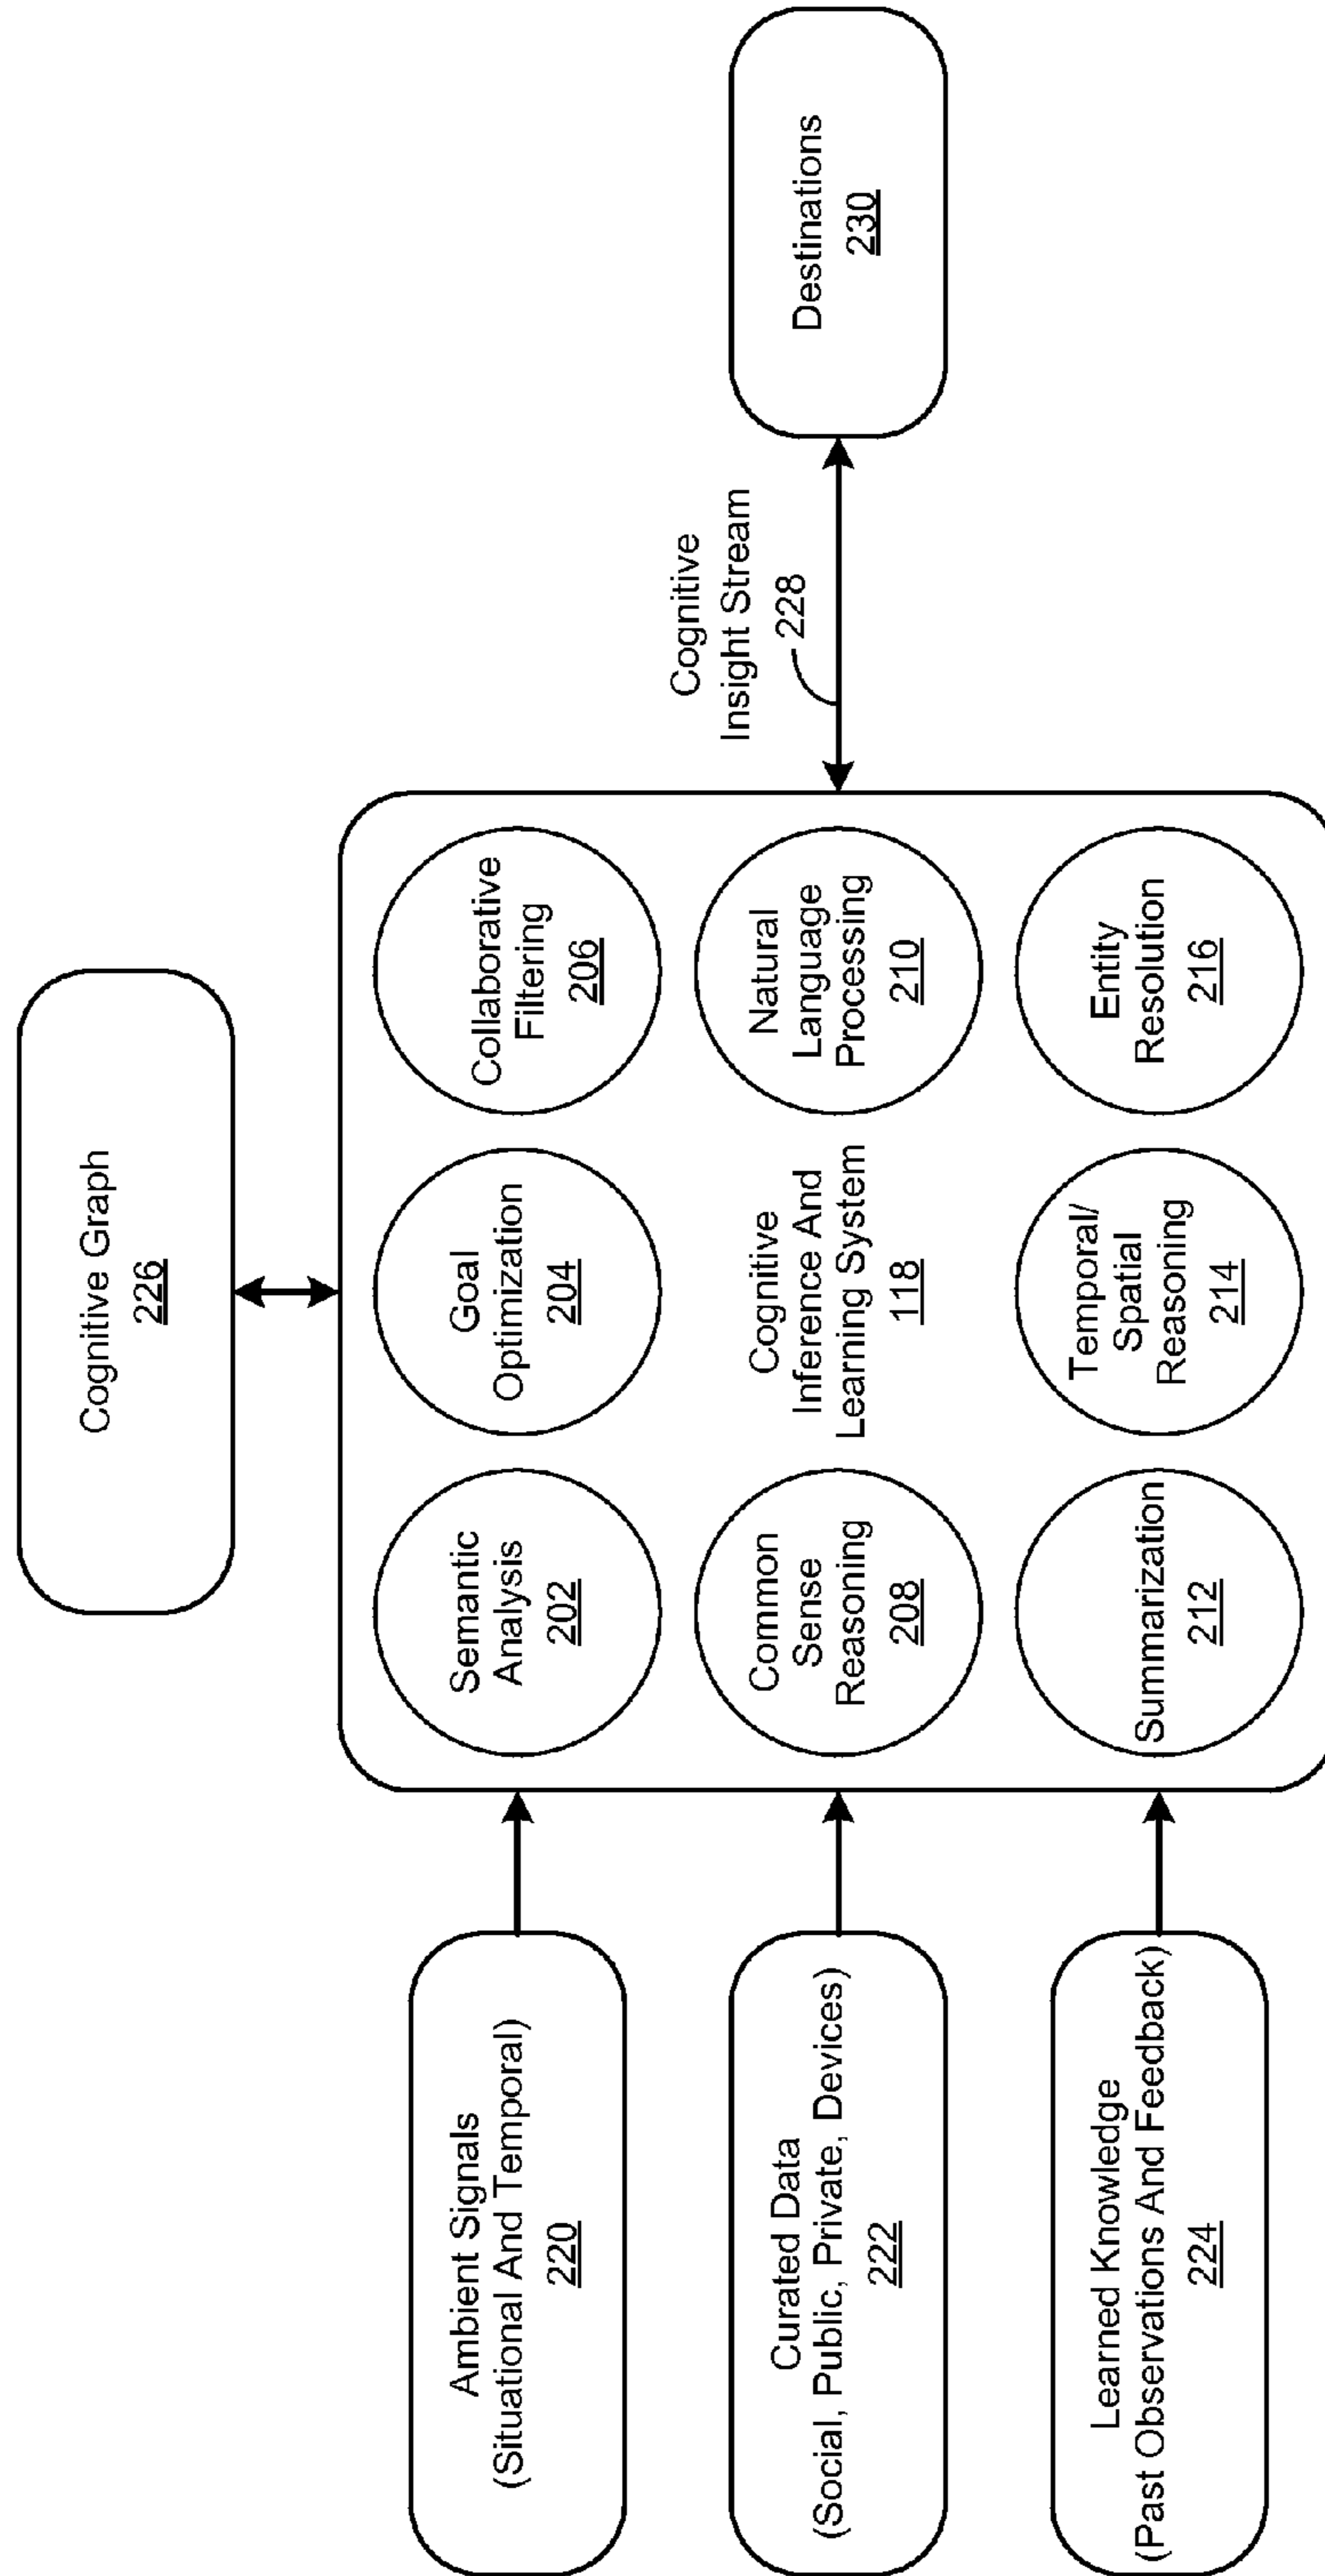 Cognitive Graph
226
Ambient Signals
(Situational And Temporal)
220
Curated Data
(Social, Public, Private, Devices)
222
Learned Knowledge
(Past Observations And Feedback)
224
Semantic
Analysis
202
Goal
Optimization
204
Collaborative
Filtering
206
Common
Sense
Reasoning
208
Cognitive
Inference And
Learning System
118
Natural
Language
Processing
210
Summarization
212
Temporal/
Spatial
Reasoning
214
Entity
Resolution
216
Cognitive
Insight Stream
228
Destinations
230